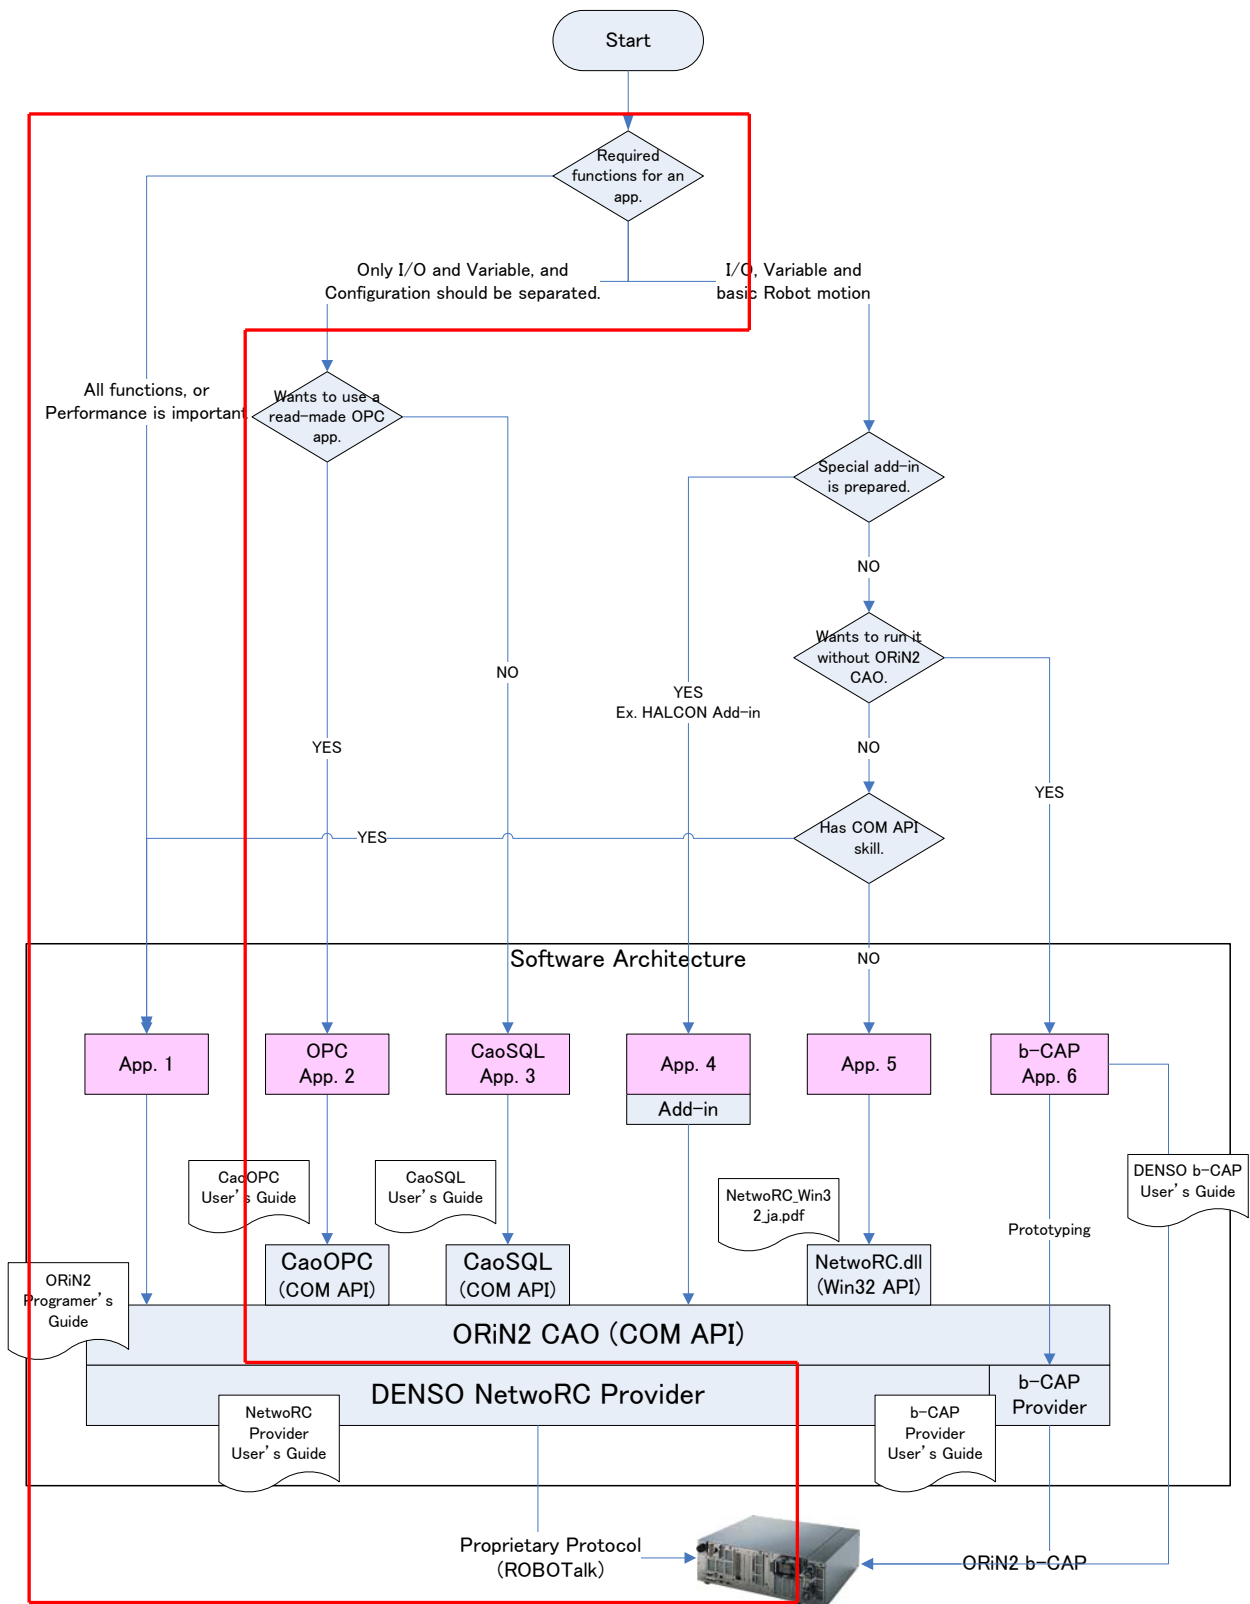 Start
Required
functions for an
app.
Only I/O and Variable, and
Configuration should be separated.
I/O, Variable and
basic Robot motion
All functions, or
Performance is important
Wants to use a
read-made OPC
app.
Special add-in
is prepared.
NO
Wants to run it
without ORiN2
CAO.
NO
YES
Ex. HALCON Add-in
YES
NO
YES
YES
Has COM API
skill.
Software Architecture
NO
App. 1
OPC
App. 2
CaoSQL
App. 3
App. 4
Add-in
App. 5
b-CAP
App. 6
CaoOPC
User's Guide
CaoSQL
User's Guide
NetwoRC_Win3
2_ja.pdf
DENSO b-CAP
User's Guide
Prototyping
ORiN2
Programer's
Guide
CaoOPC
(COM API)
CaoSQL
(COM API)
NetwoRC.dll
(Win32 API)
ORiN2 CAO (COM API)
DENSO NetwoRC Provider
b-CAP
Provider
NetwoRC
Provider
User's Guide
b-CAP
Provider
User's Guide
Proprietary Protocol
(ROBOTalk)
ORiN2 b-CAP